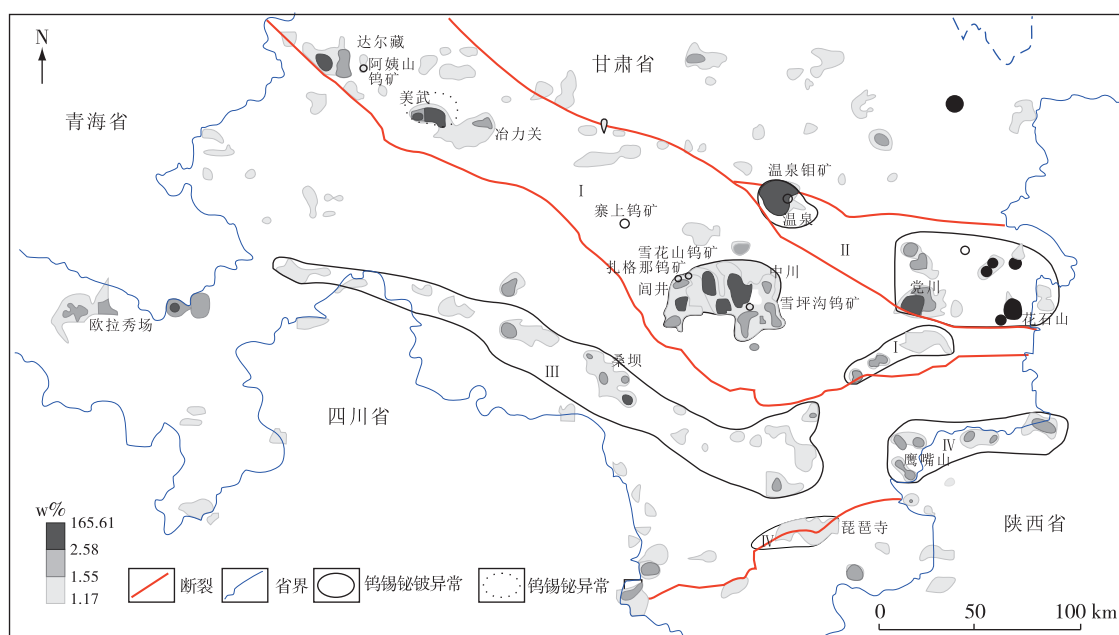 N
青海省
达尔藏
阿姨山
钨矿
美武
冶力关
甘肃省
I
寨上钨矿
温泉钼矿
温泉
II
雪花山钨矿
扎格那钨矿
闾井
中川
雪坪沟钨矿
党川
花石山
I
欧拉秀场
III
桑坝
四川省
IV
鹰嘴山
陕西省
IV
琵琶寺
w%
165.61
2.58
1.55
1.17
断裂
省界
钨锡铋铍异常
钨锡铋异常
0
50
100 km